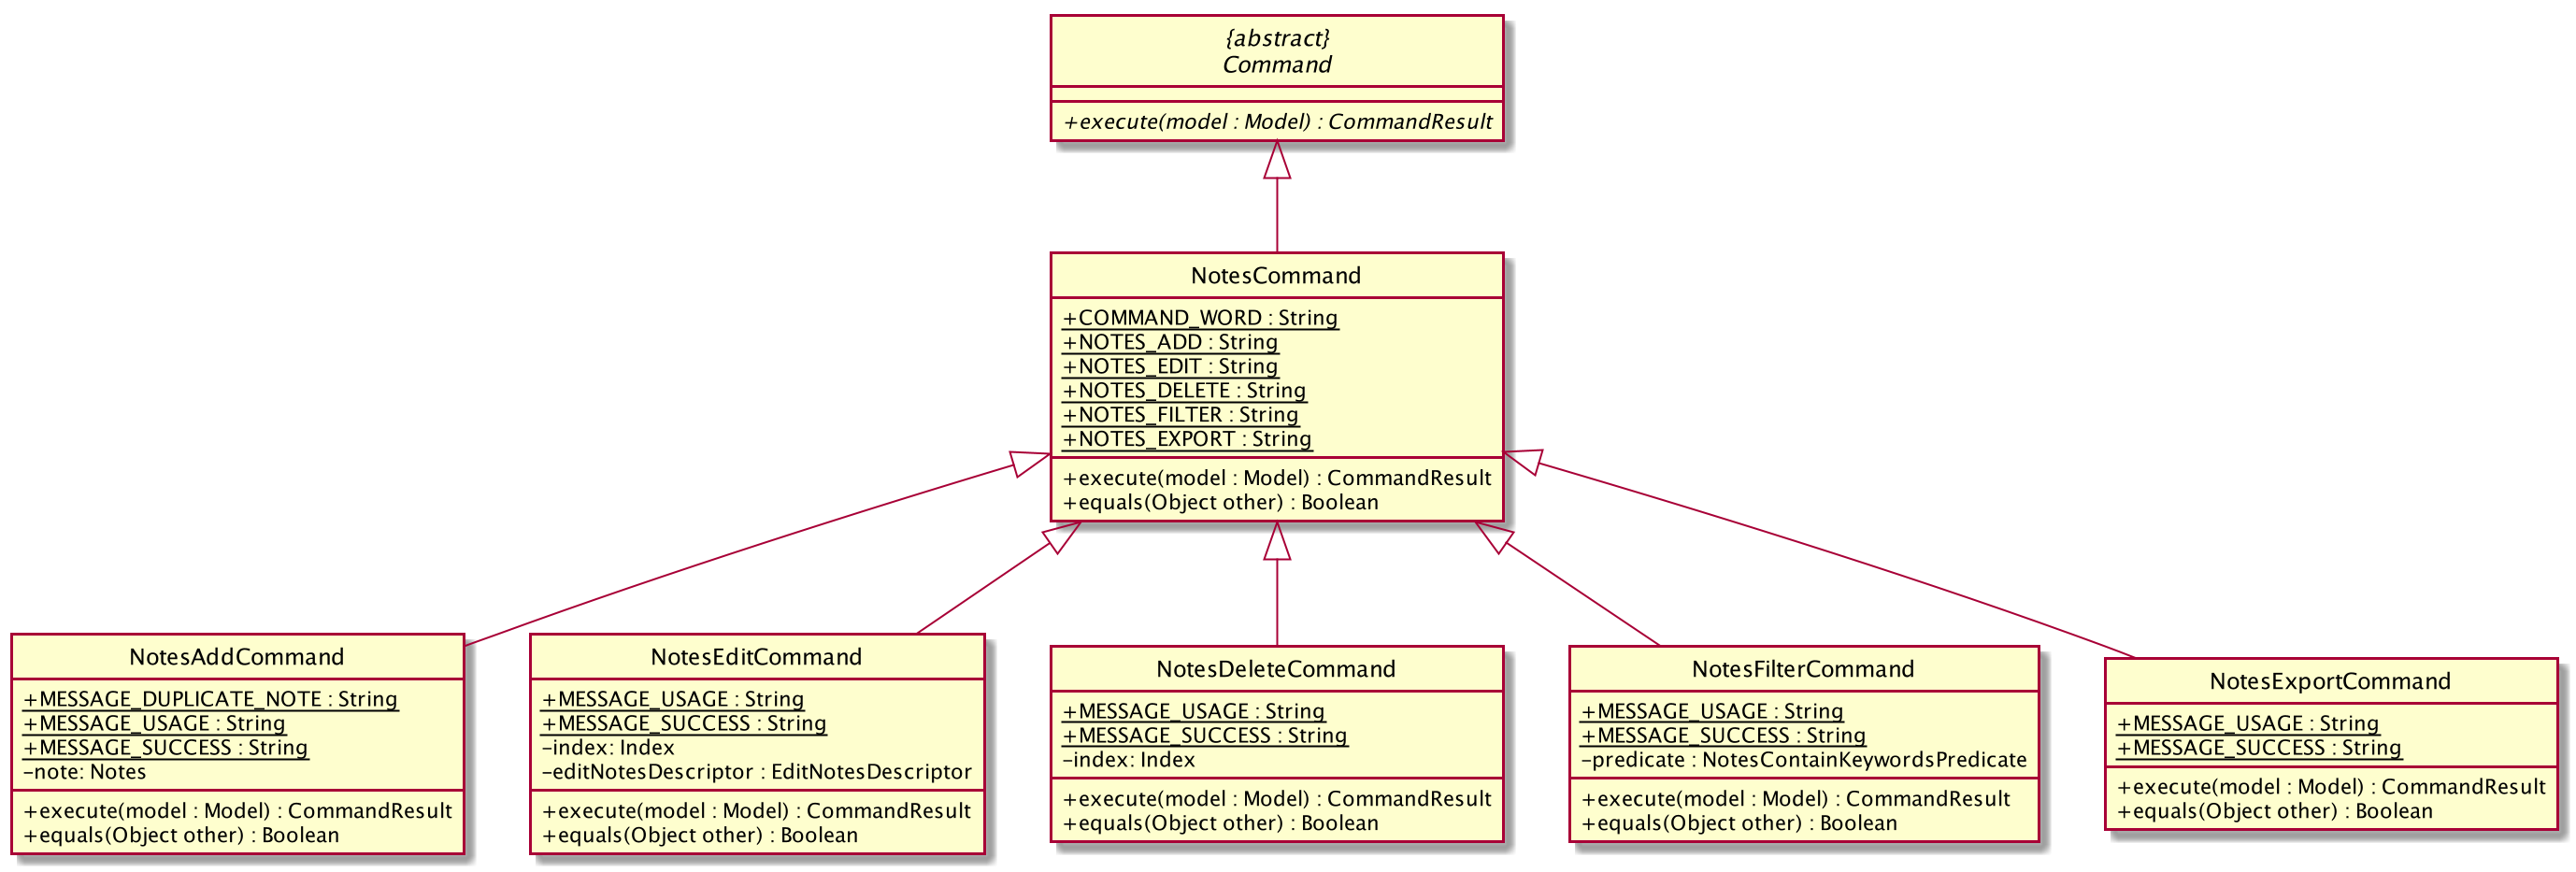 {abstract}
Command
+execute(model : Model) : CommandResult
NotesCommand
+COMMAND_WORD : String
+NOTES_ADD : String
+NOTES_EDIT : String
+NOTES_DELETE : String
+NOTES_FILTER : String
+NOTES_EXPORT : String
+execute(model : Model) : CommandResult
+equals(Object other) : Boolean
NotesAddCommand
+MESSAGE_DUPLICATE_NOTE : String
+MESSAGE_USAGE : String
+MESSAGE_SUCCESS : String
-note: Notes
+execute(model : Model) : CommandResult
+equals(Object other) : Boolean
NotesEditCommand
+MESSAGE_USAGE : String
+MESSAGE_SUCCESS : String
-index: Index
-editNotesDescriptor : EditNotesDescriptor
+execute(model : Model) : CommandResult
+equals(Object other) : Boolean
NotesDeleteCommand
+MESSAGE_USAGE : String
+MESSAGE_SUCCESS : String
-index: Index
+execute(model : Model) : CommandResult
+equals(Object other) : Boolean
NotesFilterCommand
+MESSAGE_USAGE : String
+MESSAGE_SUCCESS : String
-predicate : NotesContainKeywordsPredicate
+execute(model : Model) : CommandResult
+equals(Object other) : Boolean
NotesExportCommand
+MESSAGE_USAGE : String
+MESSAGE_SUCCESS : String
+execute(model : Model) : CommandResult
+equals(Object other) : Boolean